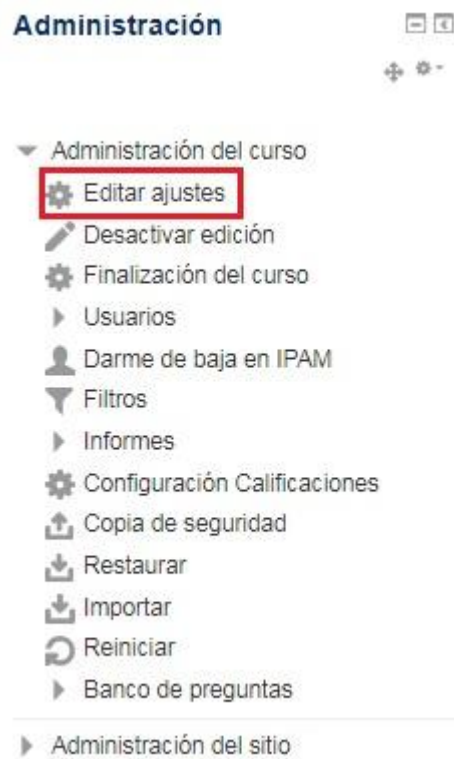 Administración
Administración del curso
Editar ajustes
Desactivar edición
Finalización del curso
Usuarios
Darme de baja en IPAM
Filtros
Informes
Configuración Calificaciones
Copia de seguridad
Restaurar
Importar
Reiniciar
Banco de preguntas
Administración del sitio